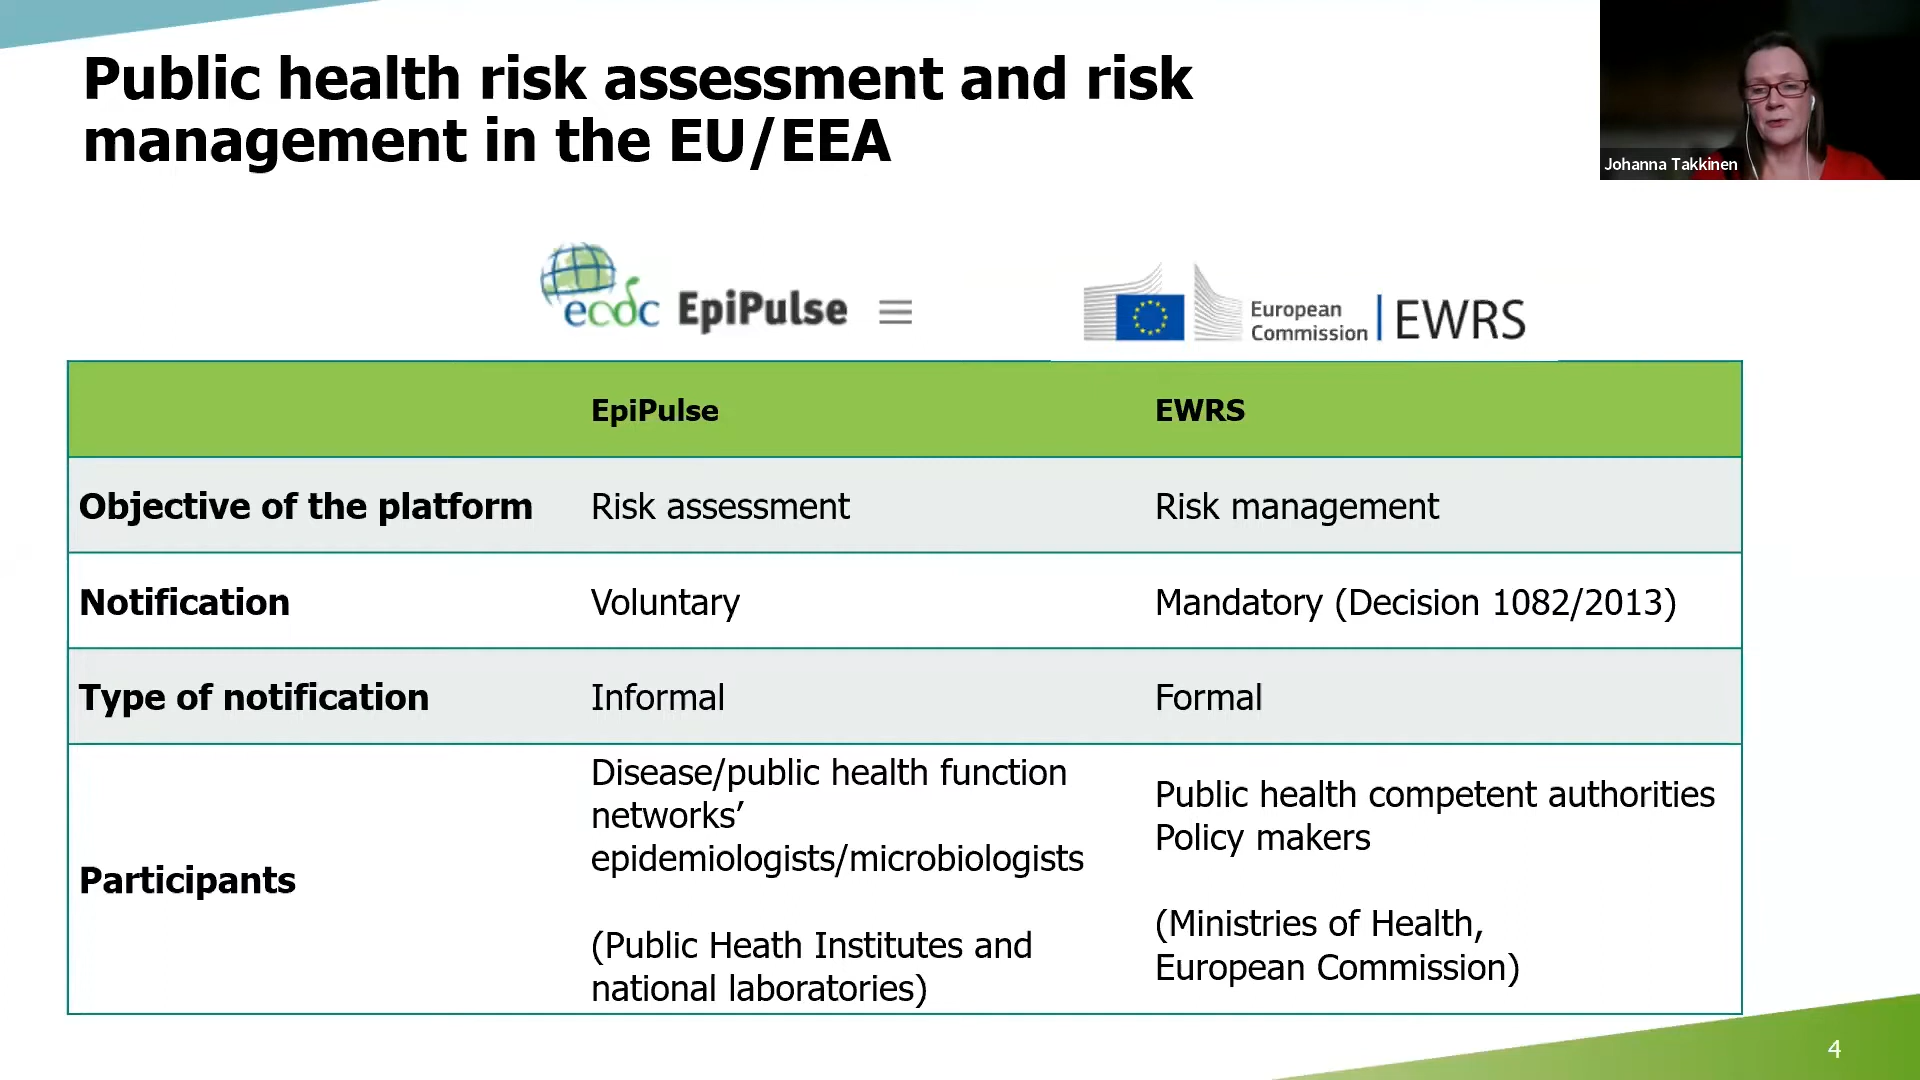 Public health risk assessment and risk
management in the EU/EEA
Johanna Takkinen
ecdc EpiPulse
European
Commission
EWRS
EpiPulse
EWRS
Objective of the platform
Risk assessment
Risk management
Notification
Voluntary
Mandatory (Decision 1082/2013)
Type of notification
Informal
Formal
Participants
Disease/public health function
networks’
epidemiologists/microbiologists
(Public Heath Institutes and
national laboratories)
Public health competent authorities
Policy makers
(Ministries of Health,
European Commission)
4